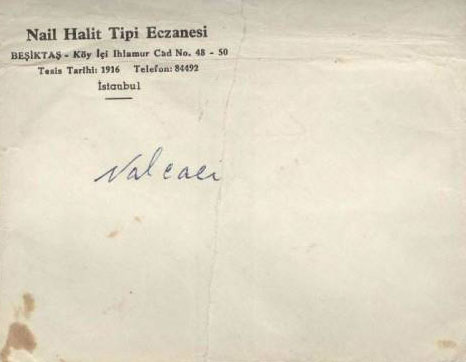 Nail Halit Tipi Eczanesi
BEŞİKTAŞ - Köy İçi Ihlamur Cad No. 48 - 50
Tesis Tarihi: 1916 Telefon: 84492
İstanbul